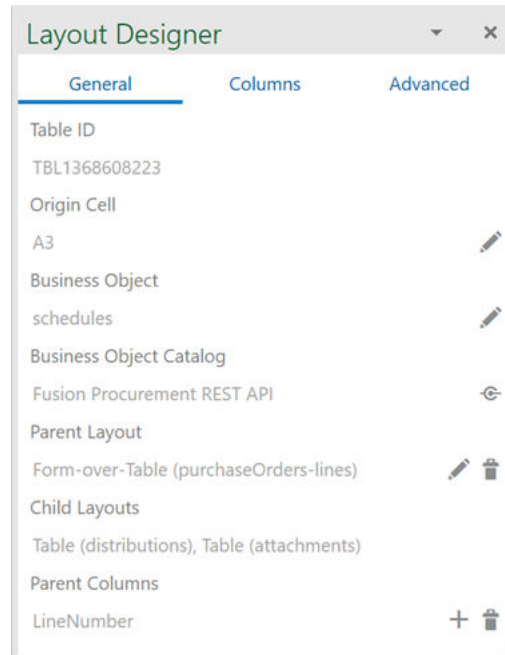 Layout Designer
General Columns Advanced
Table ID
TBL1368608223
Origin Cell
A3
Business Object
schedules
Business Object Catalog
Fusion Procurement REST API
Parent Layout
Form-over-Table (purchaseOrders-lines)
Child Layouts
Table (distributions), Table (attachments)
Parent Columns
LineNumber